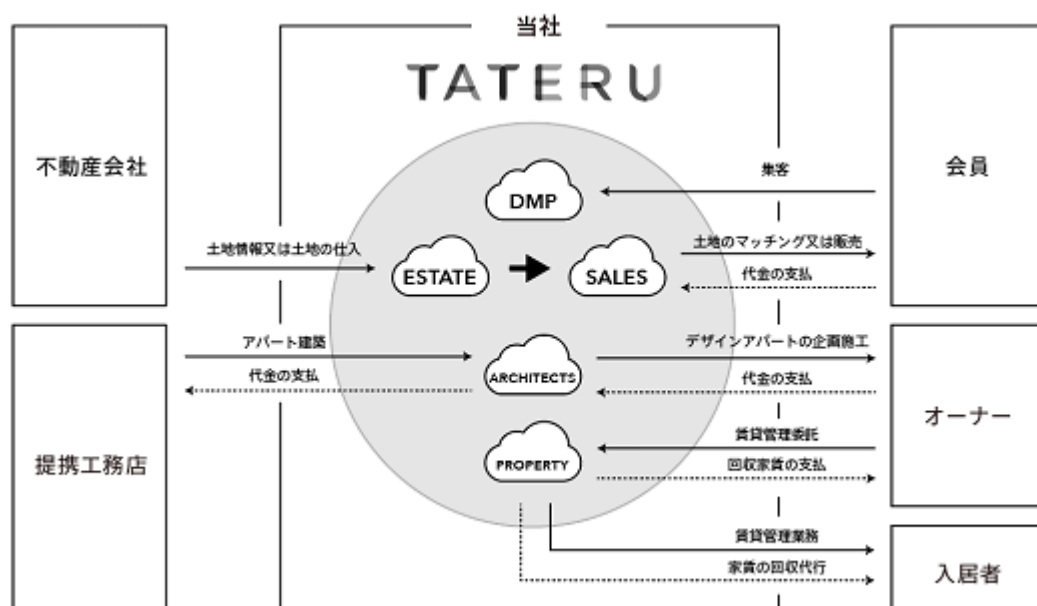 当社
TATERU
不動産会社
会員
集客
DMP
土地情報又は土地の仕入
土地のマッチング又は販売
ESTATE
SALES
代金の支払
アパート建築
デザインアパートの企画施工
代金の支払
ARCHITECTS
代金の支払
オーナー
賃貸管理委託
提携工務店
PROPERTY
回収家賃の支払
賃貸管理業務
家賃の回収代行
入居者